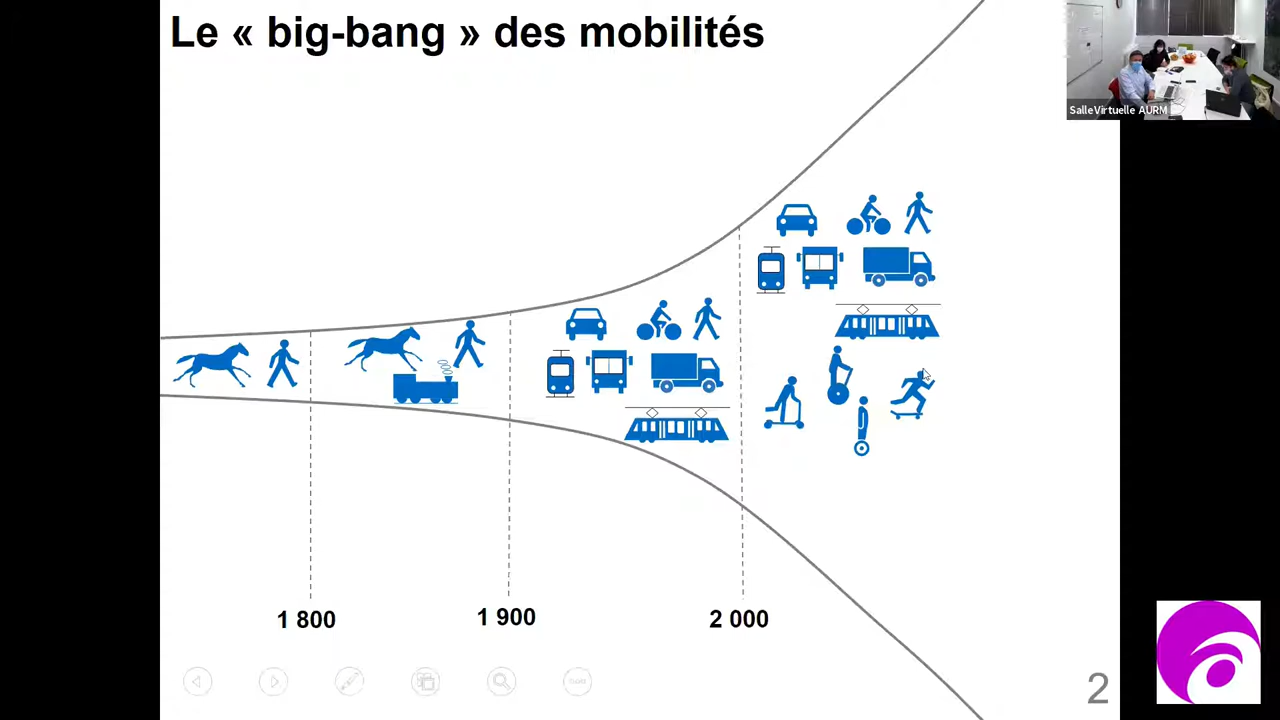 Le « big-bang » des mobilités
SalleVirtuelle AURM
1 800
1 900
2 000
2